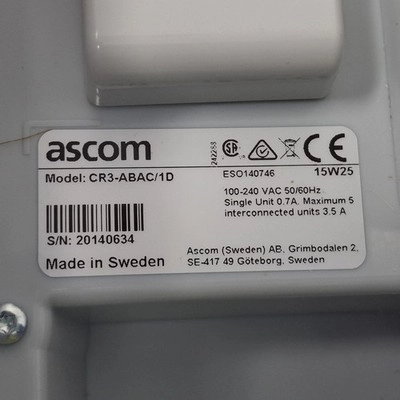 ascom
Model: CR3-ABAC/1D
S/N: 20140634
Made in Sweden
242268
ESO140746
15W25
100-240 VAC 50/60Hz
Single Unit 0.7A. Maximum 5
interconnected units 3.5 A
Ascom (Sweden) AB, Grimbodalen 2,
SE-417 49 Göteborg, Sweden